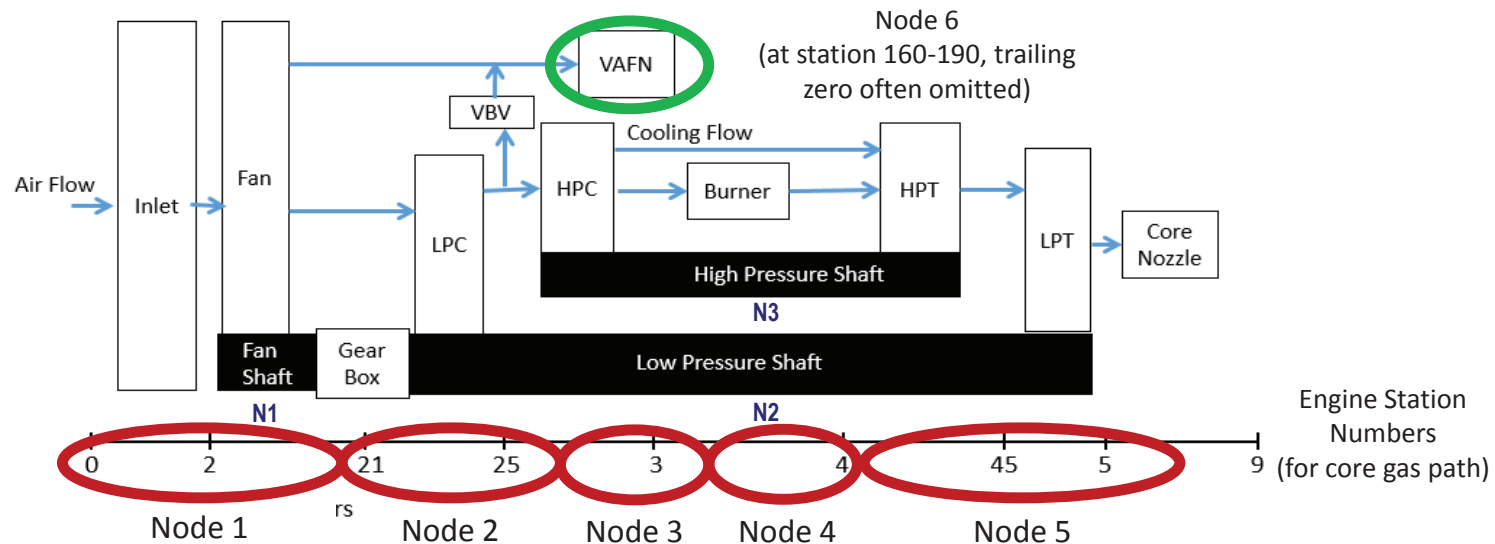 Node 6
(at station 160-190, trailing
zero often omitted)
VAFN
VBV
Cooling Flow
Air Flow
Inlet
Fan
LPC
HPC
Burner
HPT
LPT
Core
Nozzle
High Pressure Shaft
N3
Fan
Shaft
Gear
Box
Low Pressure Shaft
N1
N2
0
2
21
25
3
4
45
5
9
Engine Station
Numbers
(for core gas path)
rs
Node 1
Node 2
Node 3
Node 4
Node 5